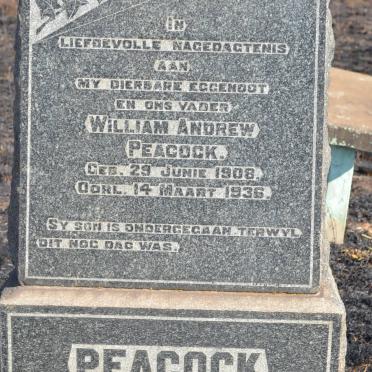 IN
LIEFDEVOLLE NAGEDAGTENIS
AAN
MY DIERBARE EGGENOOT
EN ONS VADER
WILLIAM ANDREW
PEACOCK.
GEB. 29 JUNIE 1908.
OORL. 14 MAART 1936.
SY SON IS ONDERGEGAAN, TERWYL
DIT NOG DAG WAS.
PEACOCK